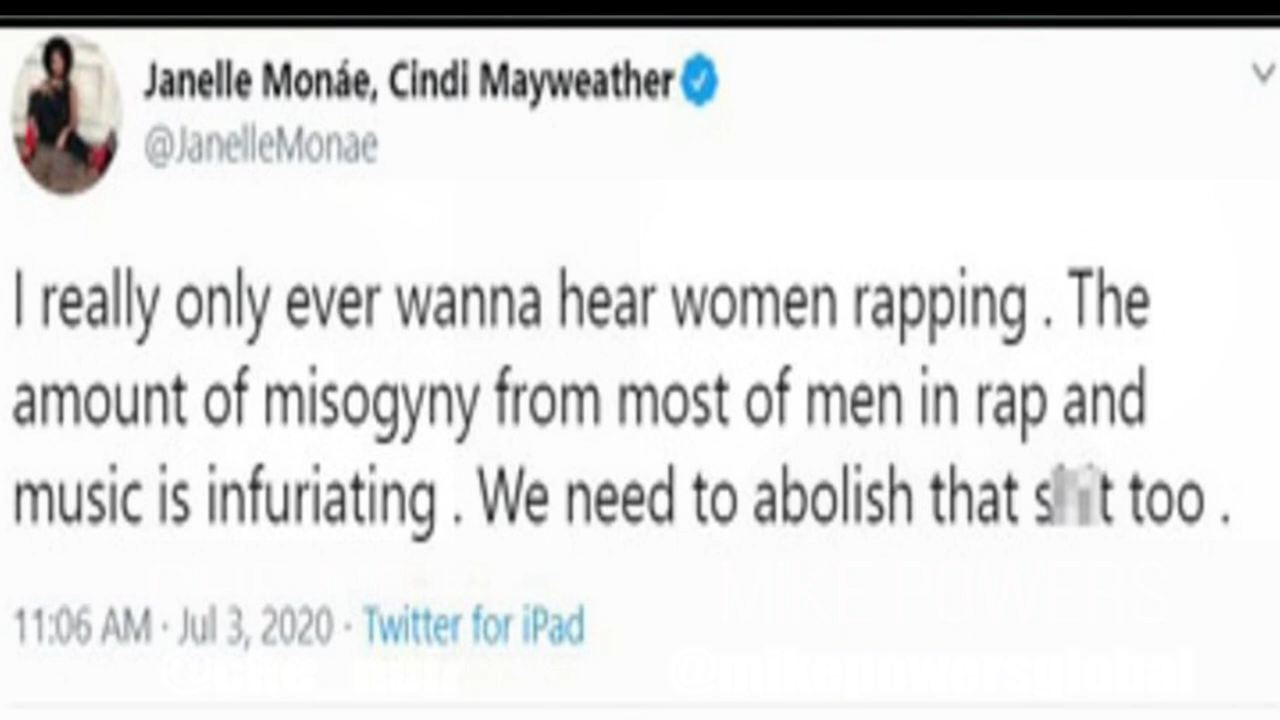 Janelle Monáe, Cindi Mayweather
@JanelleMonae
I really only ever wanna hear women rapping . The
amount of misogyny from most of men in rap and
music is infuriating . We need to abolish that s t too .
11:06 AM · Jul 3, 2020 · Twitter for iPad